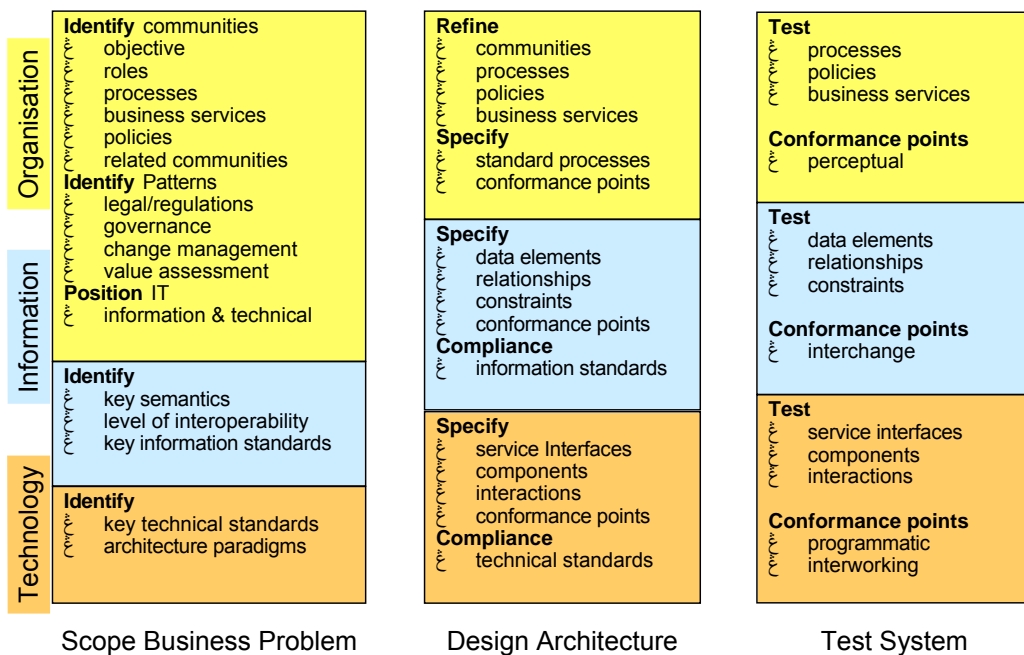 Organisation
Information
Technology
Identify communities
objective
roles
processes
business services
policies
related communities
Identify Patterns
legal/regulations
governance
change management
value assessment
Position IT
information & technical
Identify
key semantics
level of interoperability
key information standards
Identify
key technical standards
architecture paradigms
Scope Business Problem
Refine
communities
processes
policies
business services
Specify
standard processes
conformance points
Specify
data elements
relationships
constraints
conformance points
Compliance
information standards
Specify
service Interfaces
components
interactions
conformance points
Compliance
technical standards
Design Architecture
Test
processes
policies
business services
Conformance points
perceptual
Test
data elements
relationships
constraints
Conformance points
interchange
Test
service interfaces
components
interactions
Conformance points
programmatic
interworking
Test System